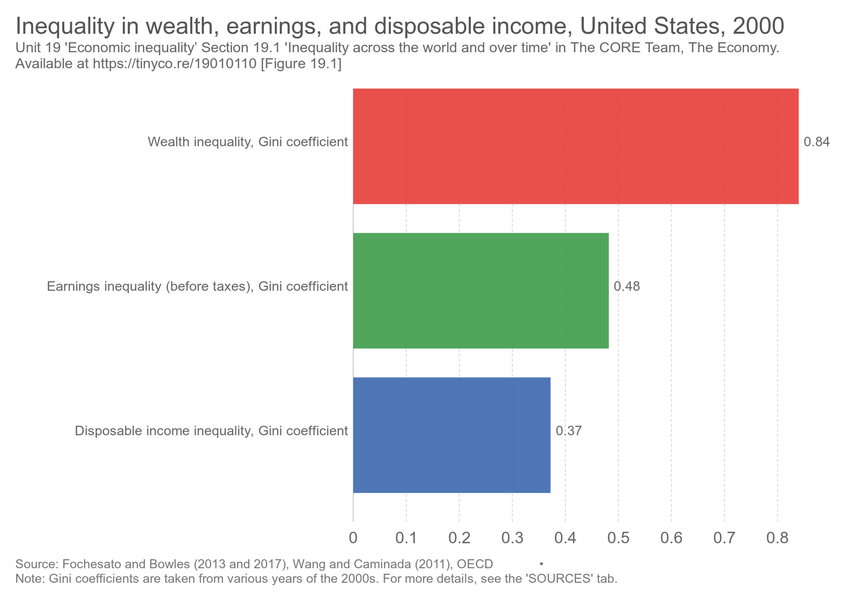 Inequality in wealth, earnings, and disposable income, United States, 2000
Unit 19 'Economic inequality’ Section 19.1 'Inequality across the world and over time' in The CORE Team, The Economy.
Available at https://tinyco.re/19010110 [Figure 19.1]
Wealth inequality, Gini coefficient
0.84
Earnings inequality (before taxes), Gini coefficient
0.48
Disposable income inequality, Gini coefficient
0.37
0 0.1 0.2 0.3 0.4 0.5 0.6 0.7 0.8
Source: Fochesato and Bowles (2013 and 2017), Wang and Caminada (2011), OECD •
Note: Gini coefficients are taken from various years of the 2000s. For more details, see the 'SOURCES' tab.